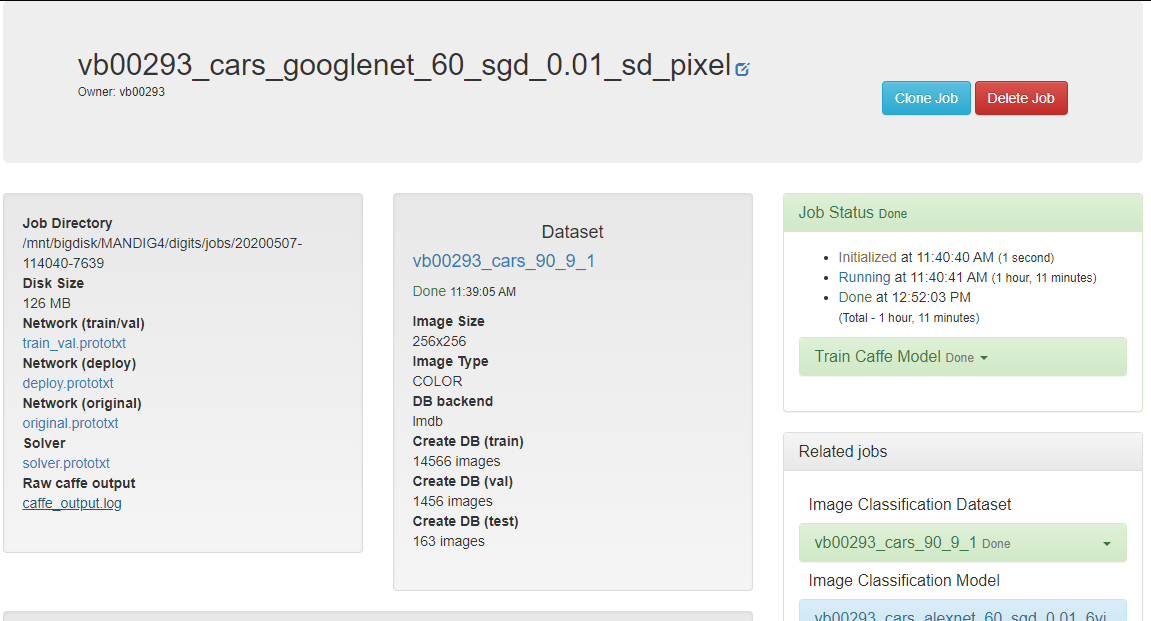 vb00293_cars_googlenet_60_sgd_0.01_sd_pixel
Owner: vb00293
Clone Job
Delete Job
Job Directory
/mnt/bigdisk/MANDIG4/digits/jobs/20200507-
114040-7639
Disk Size
126 MB
Network (train/val)
train_val.prototxt
Network (deploy)
deploy.prototxt
Network (original)
original.prototxt
Solver
solver.prototxt
Raw caffe output
caffe_output.log
Dataset
vb00293_cars_90_9_1
Done 11:39:05 AM
Image Size
256x256
Image Type
COLOR
DB backend
lmdb
Create DB (train)
14566 images
Create DB (val)
1456 images
Create DB (test)
163 images
Job Status Done
Initialized at 11:40:40 AM (1 second)
Running at 11:40:41 AM (1 hour, 11 minutes)
Done at 12:52:03 PM
(Total - 1 hour, 11 minutes)
Train Caffe Model Done
Related jobs
Image Classification Dataset
vb00293_cars_90_9_1 Done
Image Classification Model
vb00293_cars_alexnet_60_sgd_0.01_6vi